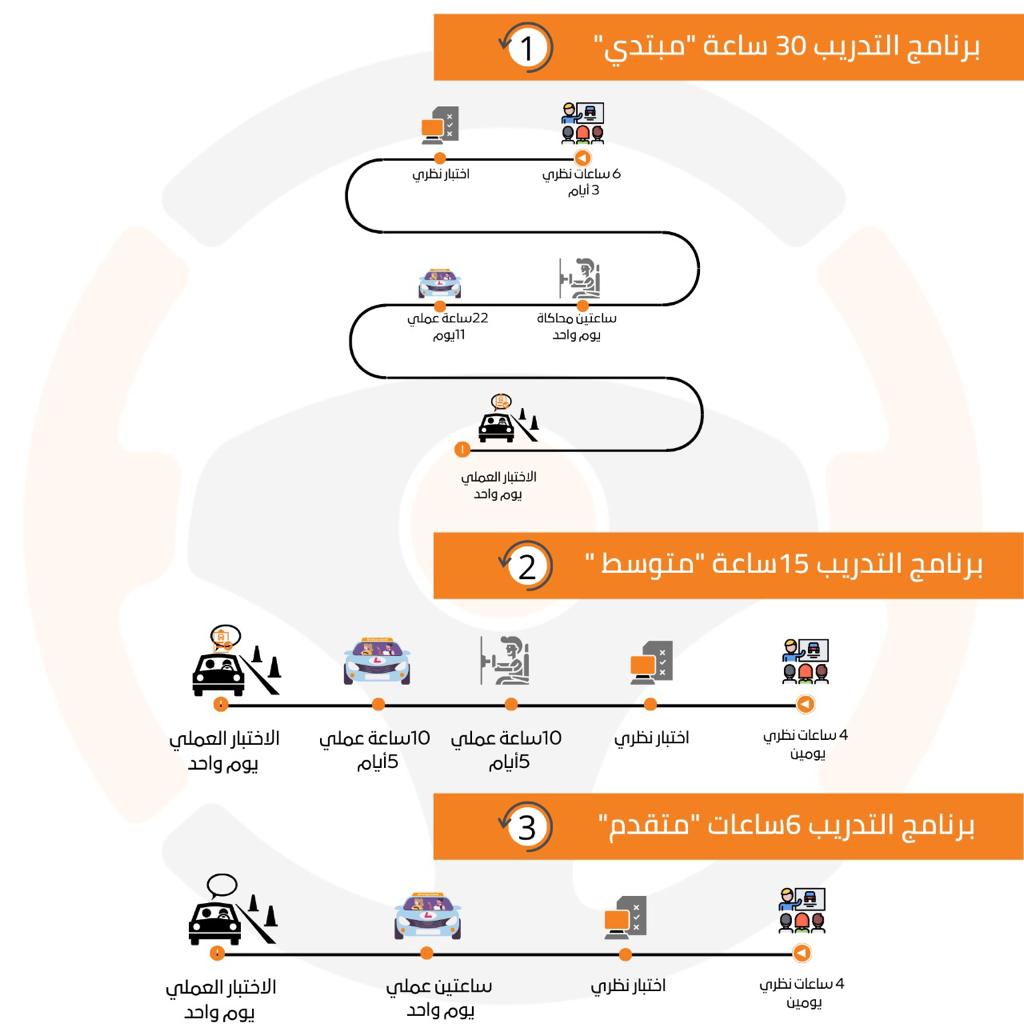 برنامج التدريب 30 ساعة "مبتدي"
1
6 ساعات نظري
3 أيام
اختبار نظري
ساعتين محاكاة
يوم واحد
22ساعة عملي
11يوم
الاختبار العملي
يوم واحد
برنامج التدريب 15ساعة "متوسط "
2
4 ساعات نظري
يومين
اختبار نظري
10ساعة عملي
5أيام
10ساعة عملي
5أيام
الاختبار العملي
يوم واحد
برنامج التدريب 6ساعات "متقدم"
3
4 ساعات نظري
يومين
اختبار نظري
ساعتين عملي
يوم واحد
الاختبار العملي
يوم واحد